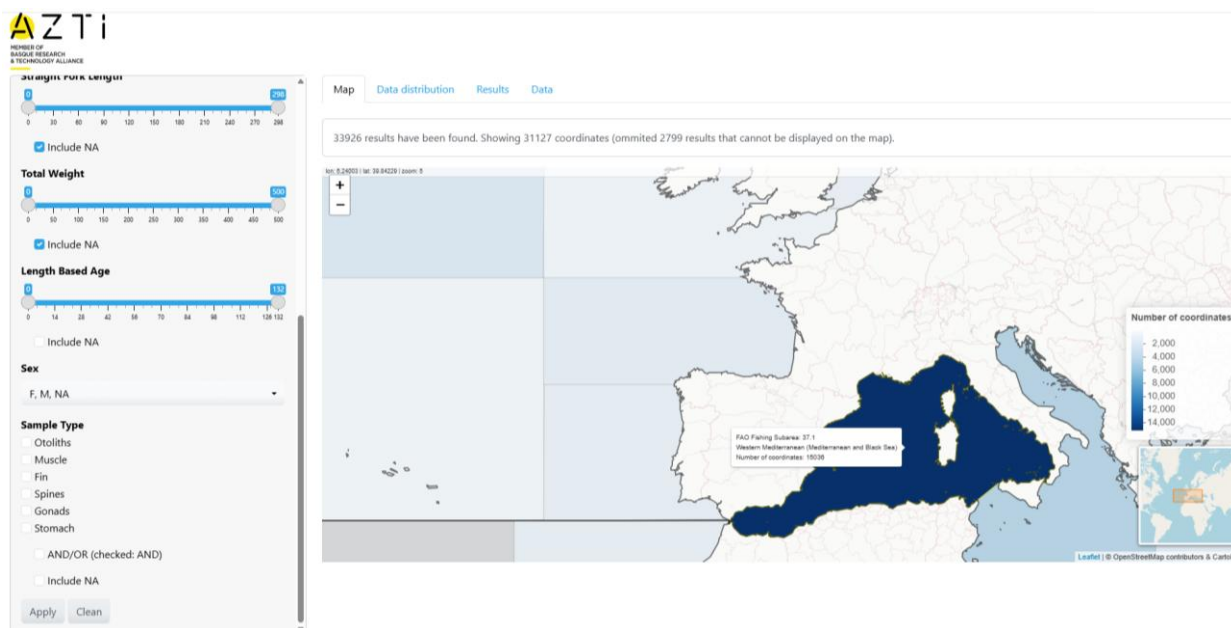 AZTi
MEMBER OF
BASQUE RESEARCH
& TECHNOLOGY ALLIANCE
Straight Fork Length
0 298
0 30 60 90 120 150 180 210 240 270 298
Include NA
Total Weight
0 500
0 50 100 150 200 250 300 350 400 450 500
Include NA
Length Based Age
0 132
0 14 28 42 56 70 84 98 112 126 132
Include NA
Sex
F, M, NA
Sample Type
Otoliths
Muscle
Fin
Spines
Gonads
Stomach
AND/OR (checked: AND)
Include NA
Apply Clean
Map Data distribution Results Data
33926 results have been found. Showing 31127 coordinates (ommited 2799 results that cannot be displayed on the map).
zoom: 5
+
−
FAO Fishing Subarea: 37.1
Western Mediterranean (Mediterranean and Black Sea)
Number of coordinates: 15036
Number of coordinates
2,000
4,000
6,000
8,000
10,000
12,000
14,000
Leaflet | © OpenStreetMap contributors & Carto